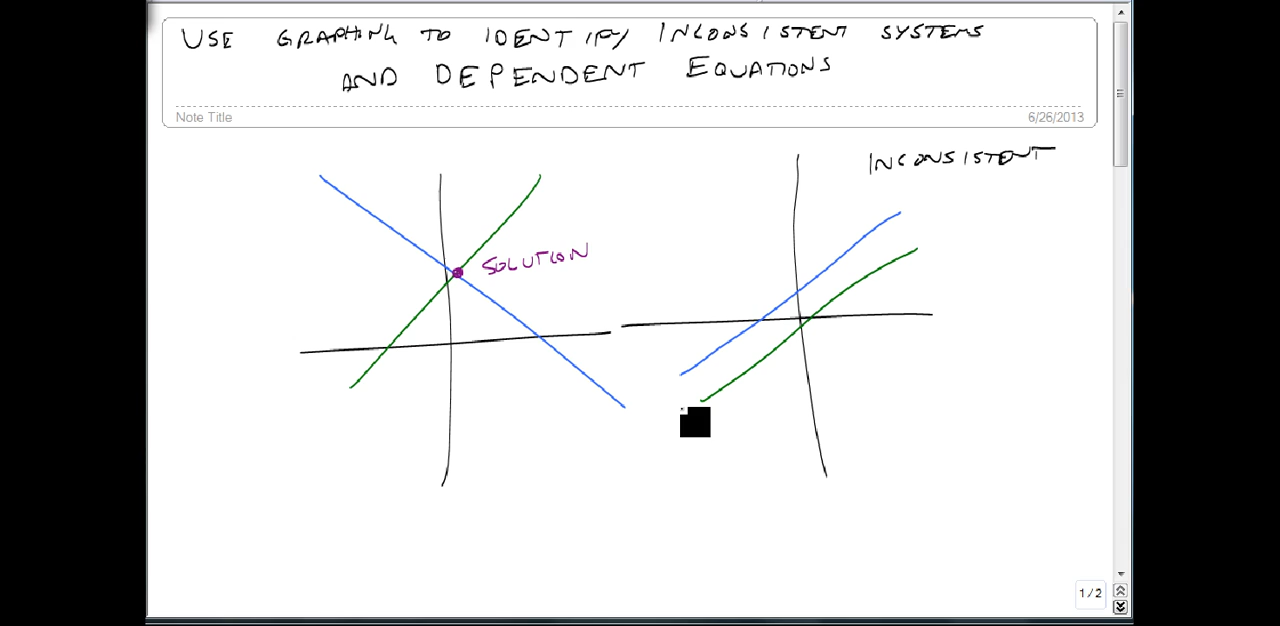 USE GRAPHING TO IDENTIFY INCONSISTENT SYSTEMS
AND DEPENDENT EQUATIONS
Note Title
6/26/2013
INCONSISTENT
SOLUTION
1 / 2